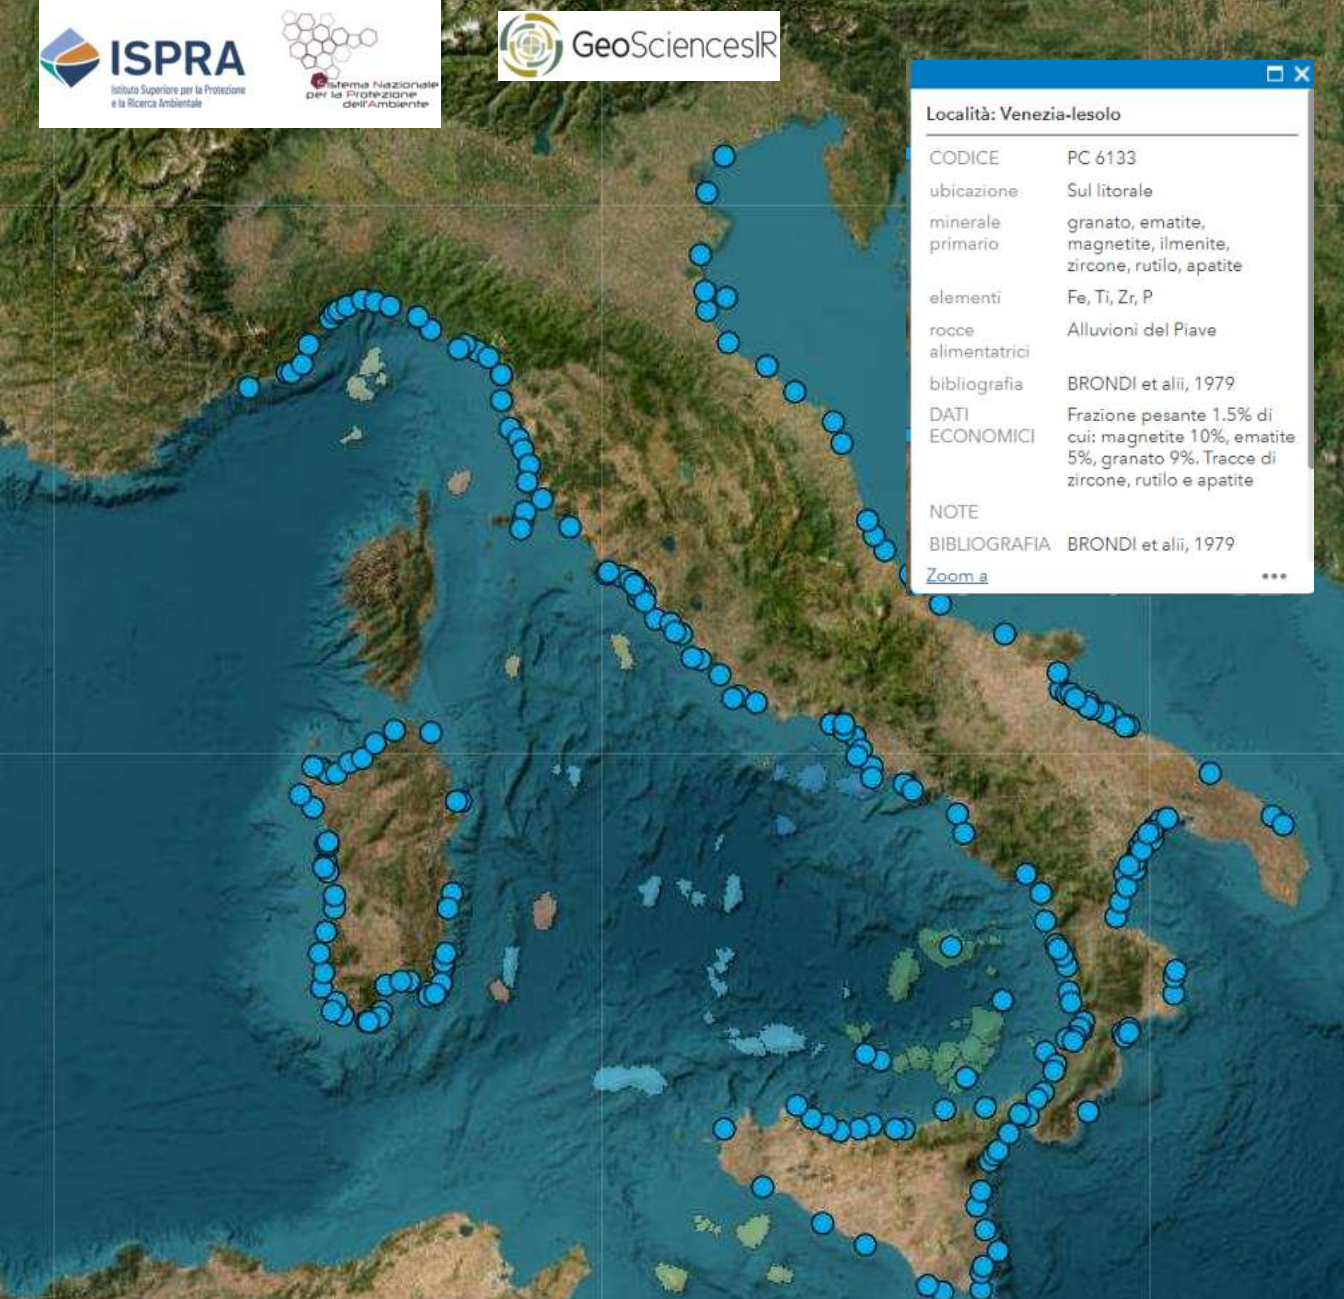 ISPRA
Istituto Superiore per la Protezione
e la Ricerca Ambientale
Sistema Nazionale
per la Protezione
dell'Ambiente
GeoSciencesIR
Località: Venezia-Iesolo
CODICE PC 6133
ubicazione Sul litorale
minerale primario granato, ematite,
magnetite, ilmenite,
zircone, rutilo, apatite
elementi Fe, Ti, Zr, P
rocce alimentatrici Alluvioni del Piave
bibliografia BRONDI et alii, 1979
DATI ECONOMICI Frazione pesante 1.5% di
cui: magnetite 10%, ematite
5%, granato 9%. Tracce di
zircone, rutilo e apatite
NOTE
BIBLIOGRAFIA BRONDI et alii, 1979
Zoom a